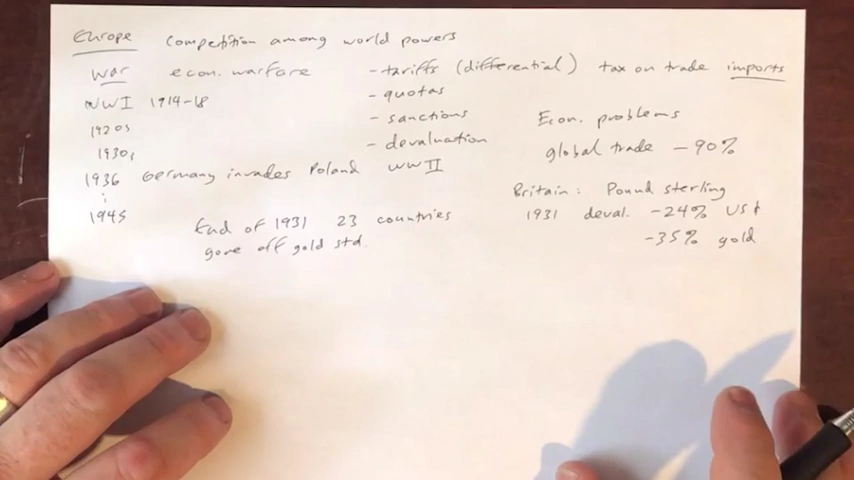 Europe competition among world powers
war econ. warfare
- tariffs (differential) tax on trade imports
- quotas
- sanctions
- devaluation
WWI 1914-18
1920s
1930s
1936 Germany invades Poland WWII
1945
Econ. problems
global trade -90%
Britain: Pound sterling
1931 deval. -24% US$
-35% gold
End of 1931 23 countries
gone off gold std.